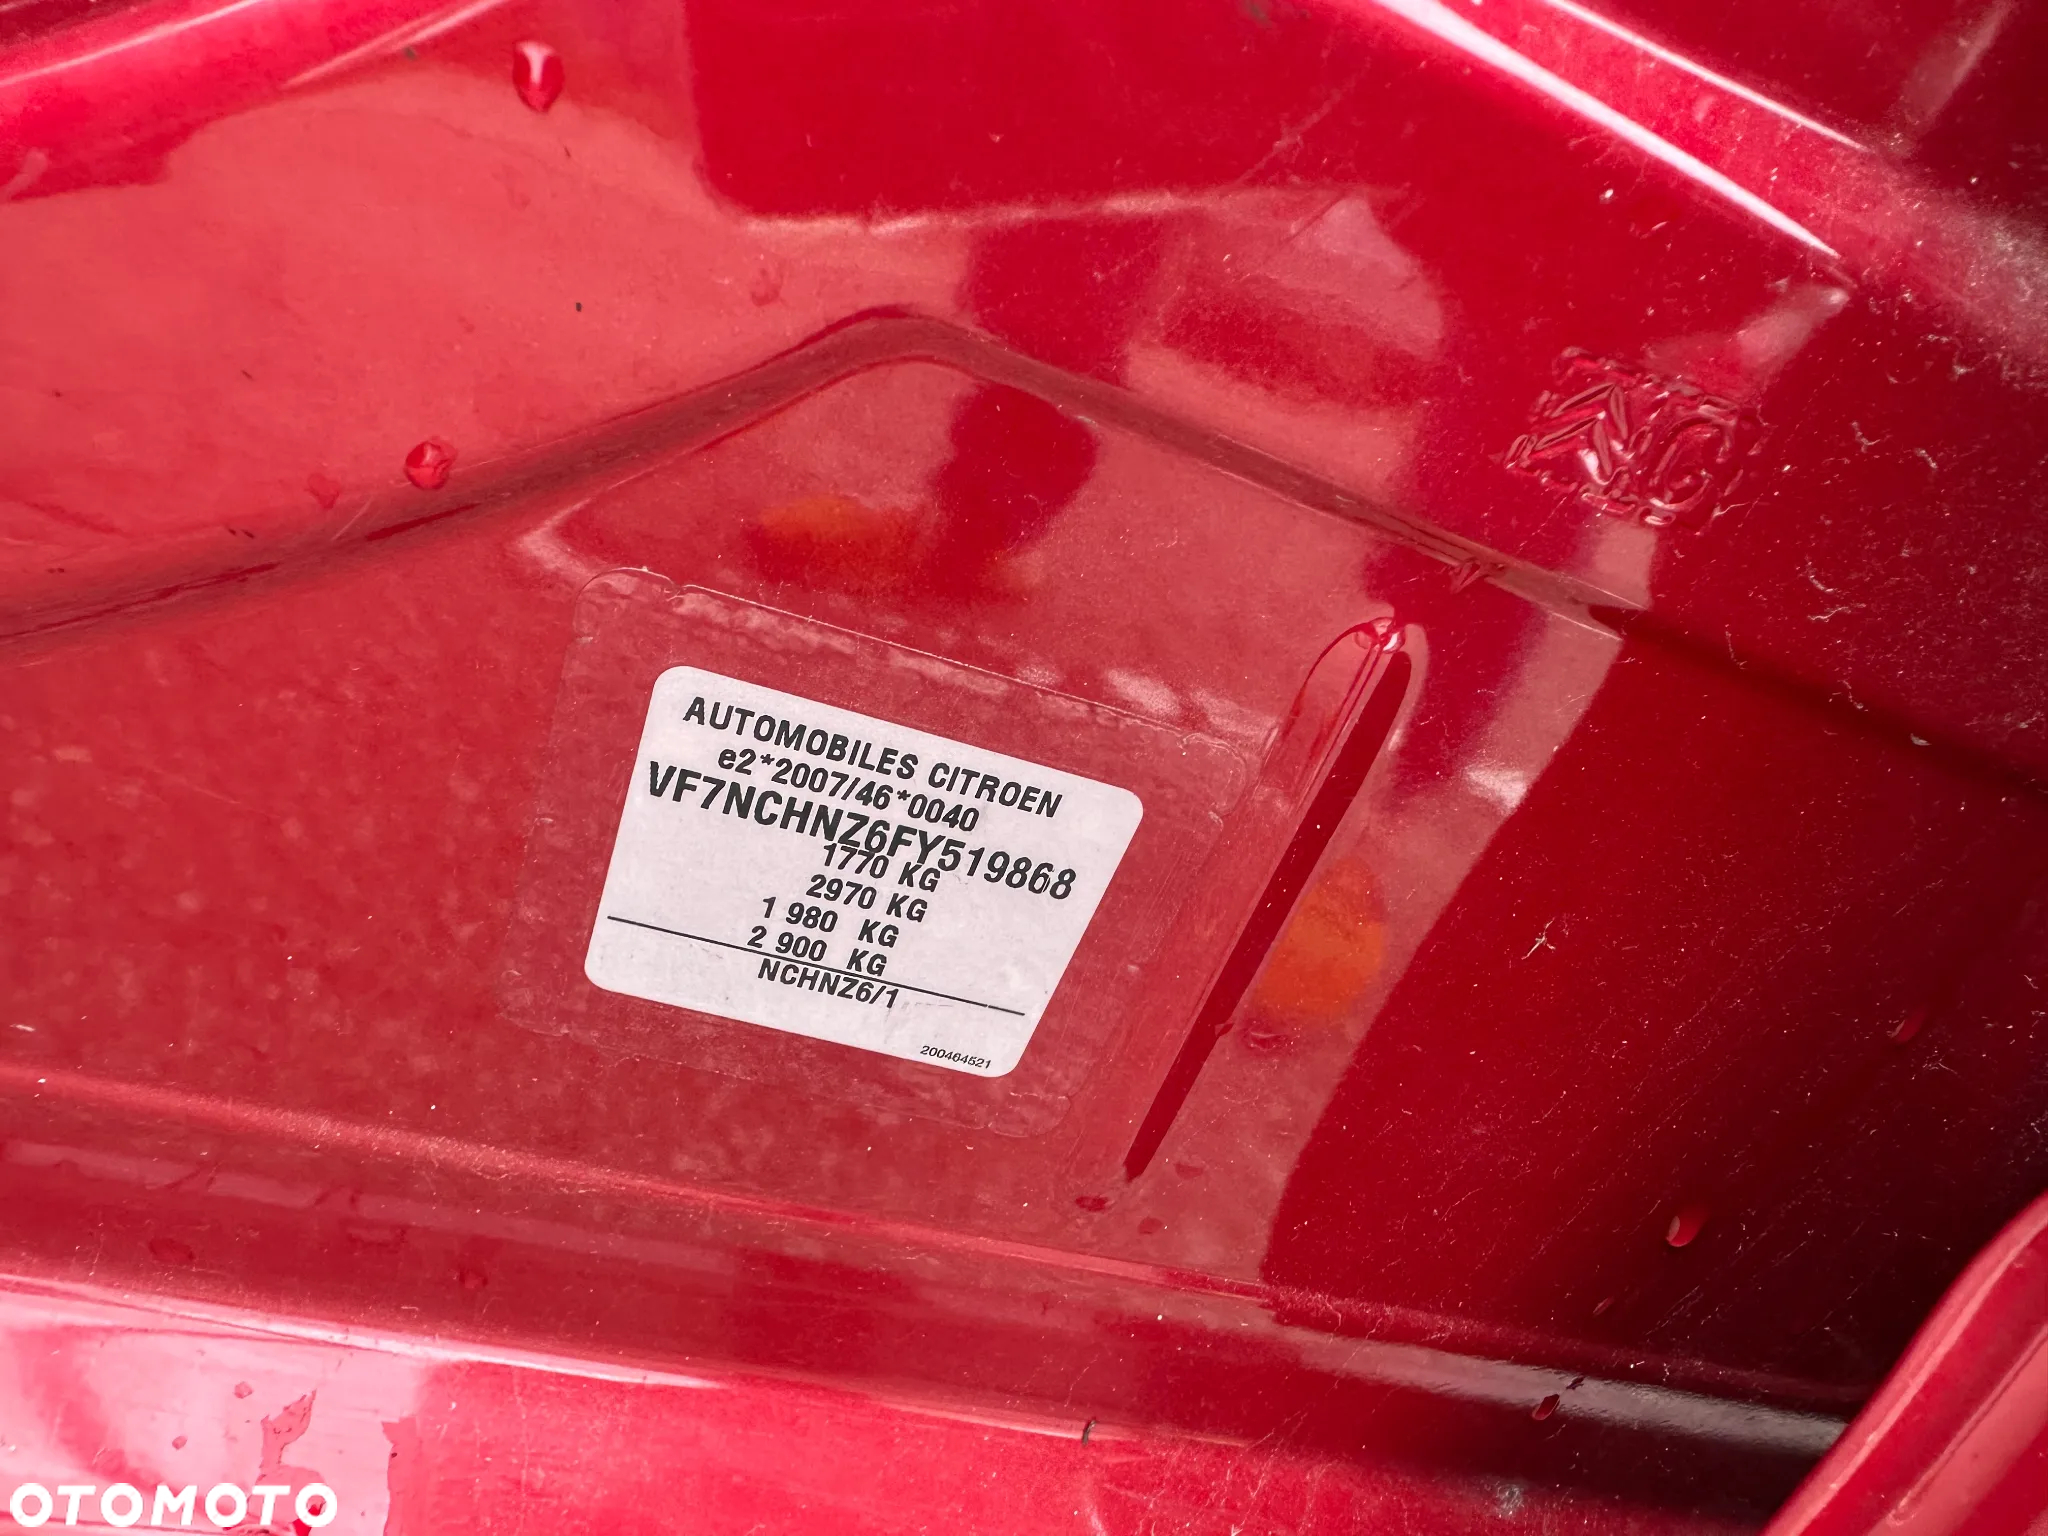 AC
AUTOMOBILES CITROEN
e2*2007/46*0040
VF7NCHNZ6FY519868
1770 KG
2970 KG
1 980 KG
2 900 KG
NCHNZ6/1
200464521
OTOMOTO